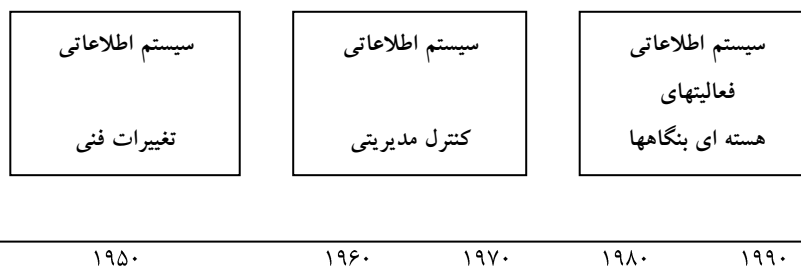 سیستم اطلاعاتی
تغییرات فنی
سیستم اطلاعاتی
کنترل مدیریتی
سیستم اطلاعاتی
فعالیتهای
هسته ای بنگاهها
۱۹۵۰
۱۹۶۰
۱۹۷۰
۱۹۸۰
۱۹۹۰